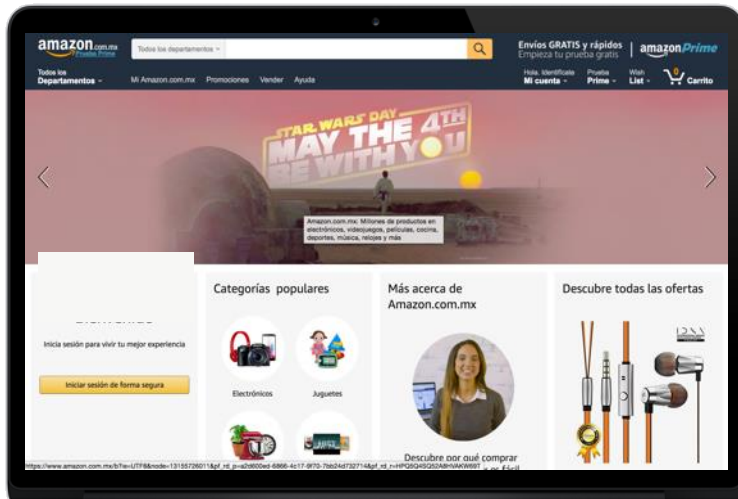 amazon.com.mx
Prueba Prime
Todos los departamentos
Envíos GRATIS y rápidos
Empieza tu prueba gratis
amazonPrime
Todos los
Departamentos
Mi Amazon.com.mx Promociones Vender Ayuda
Hola. Identifícate
Mi cuenta
Prueba
Prime
Wish
List
0
Carrito
STAR WARS DAY
MAY THE 4TH
BE WITH YOU
Amazon.com.mx: Millones de productos en
electrónicos, videojuegos, películas, cocina,
deportes, música, relojes y más
Inicia sesión para vivir tu mejor experiencia
Iniciar sesión de forma segura
Categorías populares
Electrónicos
Juguetes
Más acerca de
Amazon.com.mx
Descubre por qué comprar
es fácil
Descubre todas las ofertas